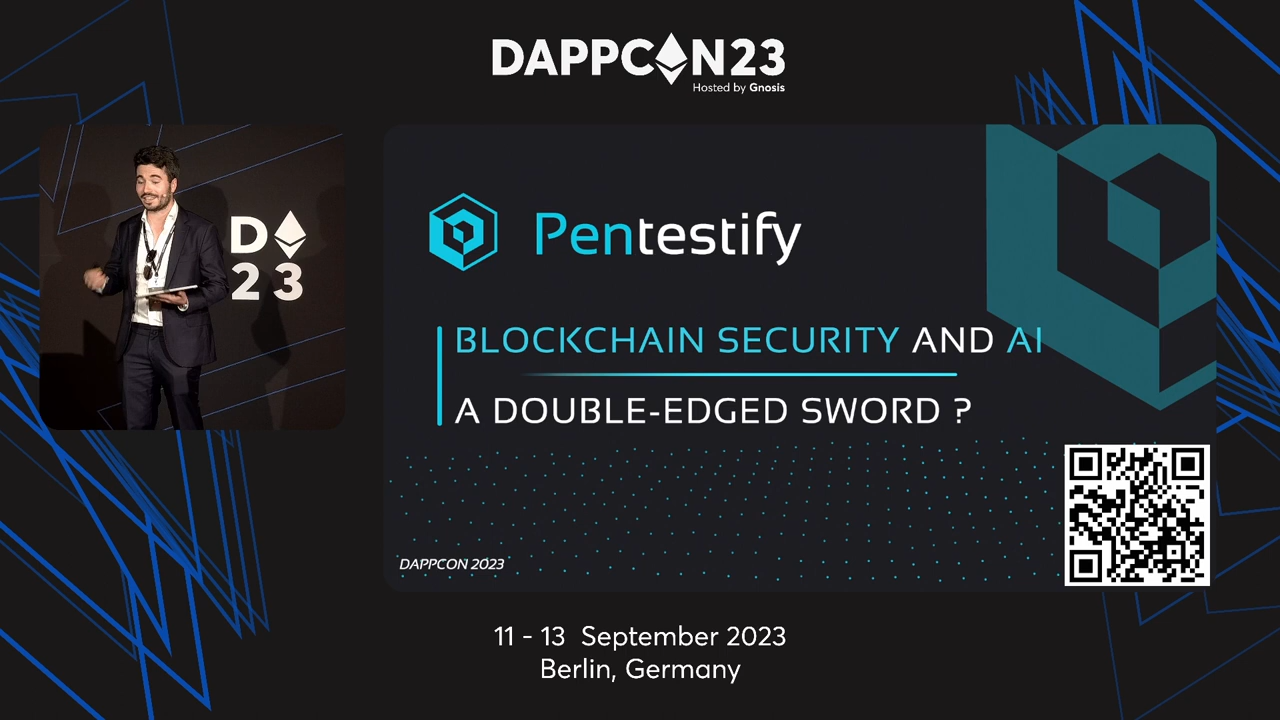 DAPPCON23
Hosted by Gnosis
D
23
Pentestify
BLOCKCHAIN SECURITY AND AI
A DOUBLE-EDGED SWORD ?
DAPPCON 2023
11 - 13 September 2023
Berlin, Germany